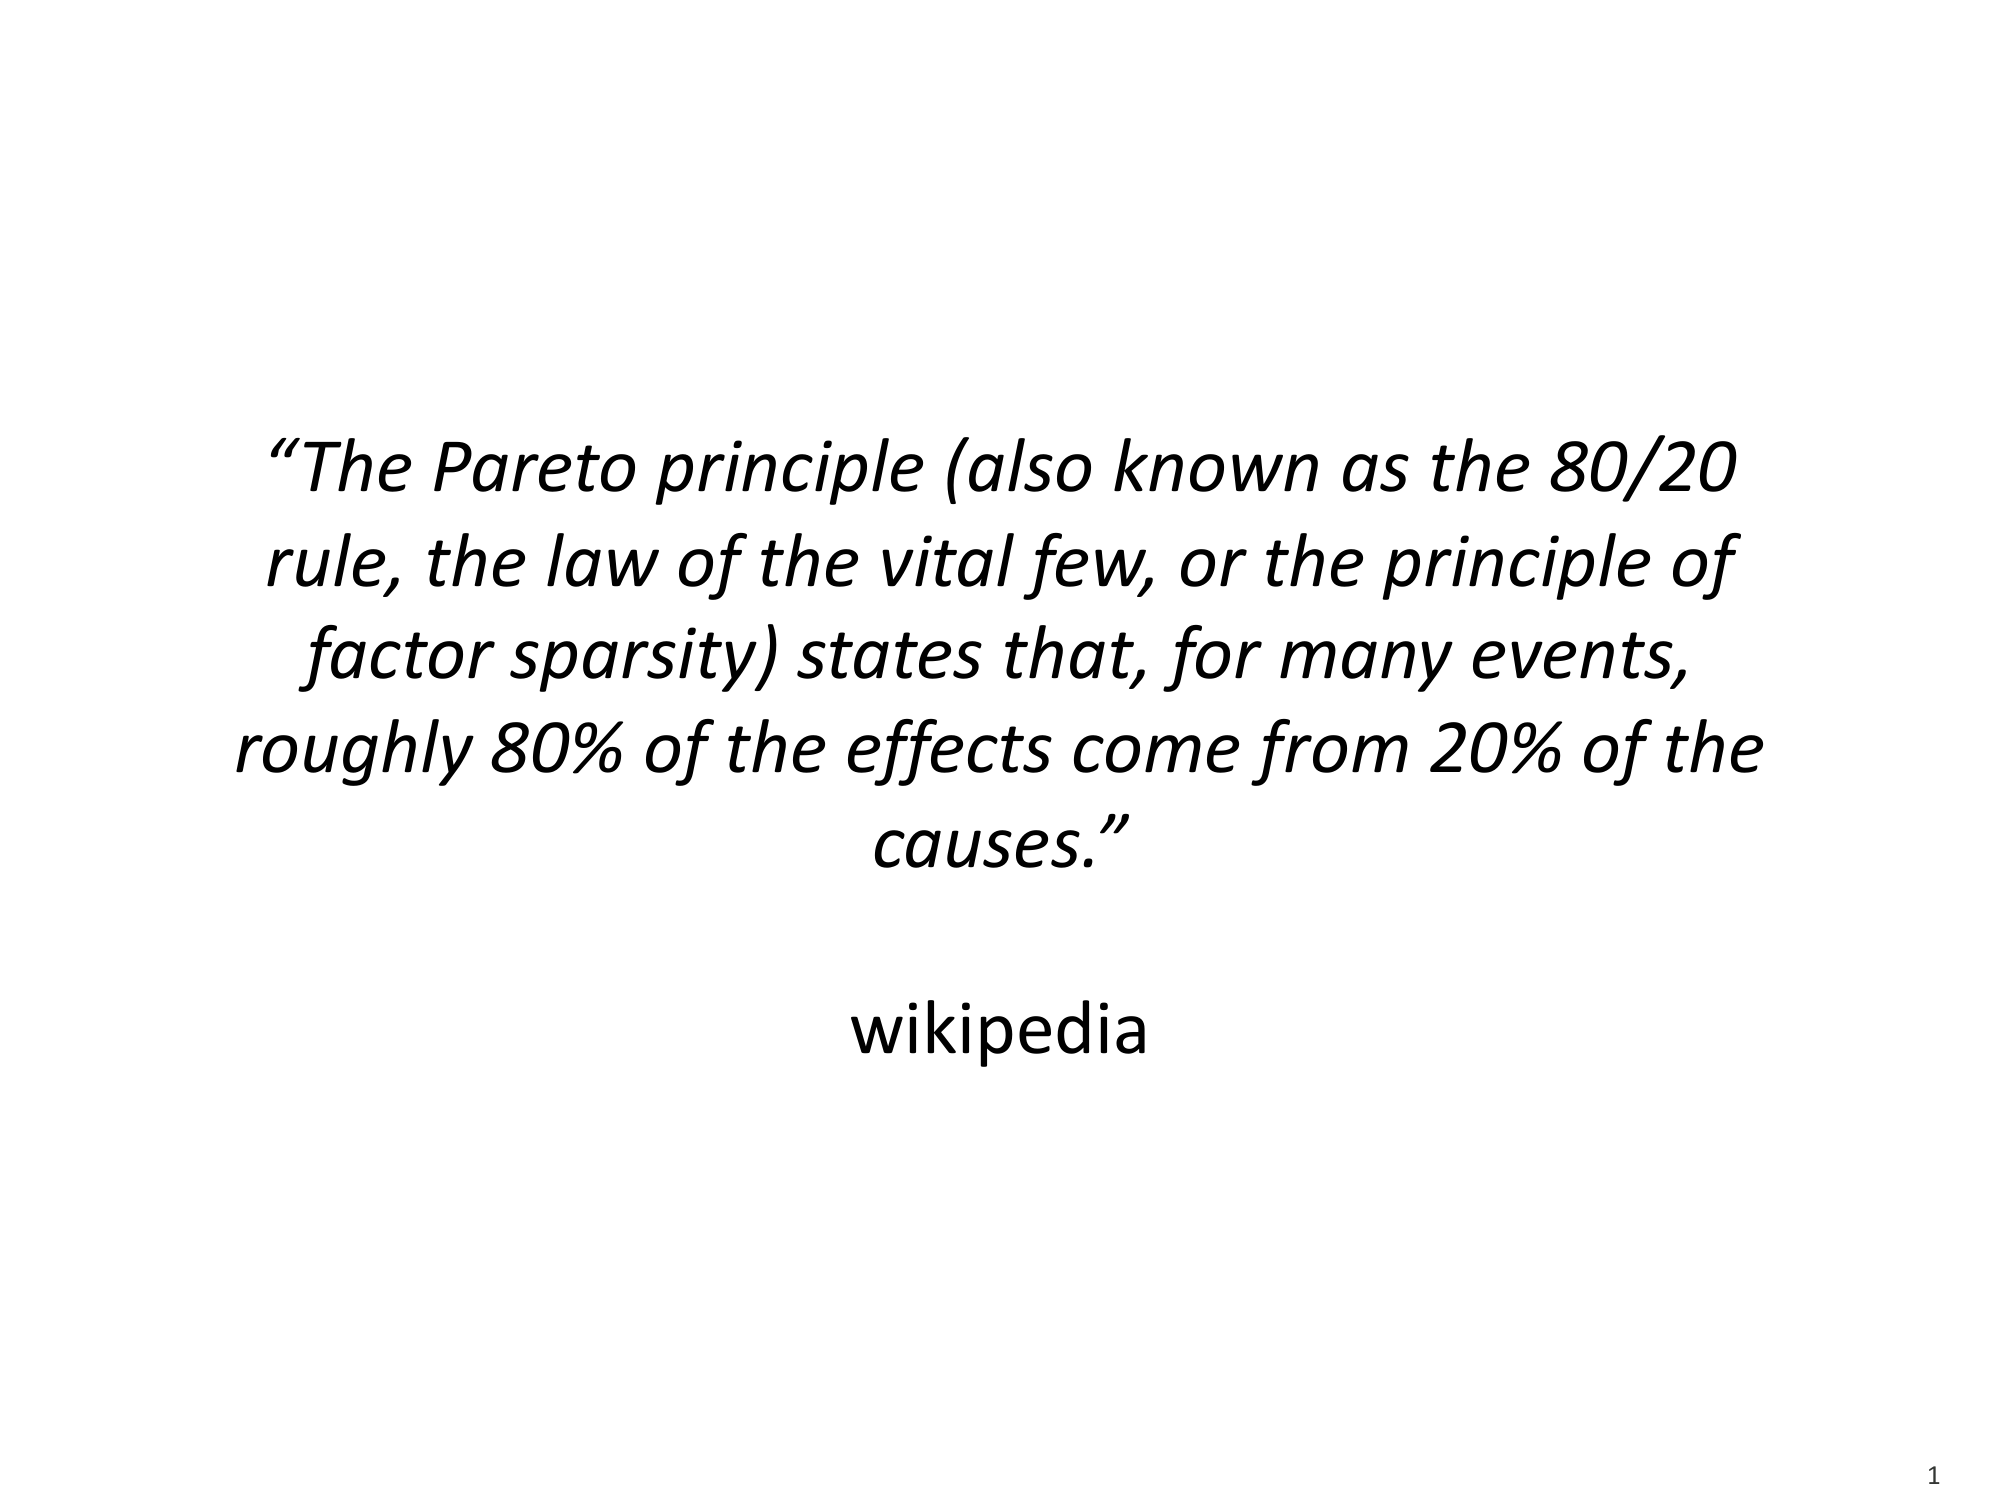 “The Pareto principle (also known as the 80/20
rule, the law of the vital few, or the principle of
factor sparsity) states that, for many events,
roughly 80% of the effects come from 20% of the
causes.”
wikipedia
1